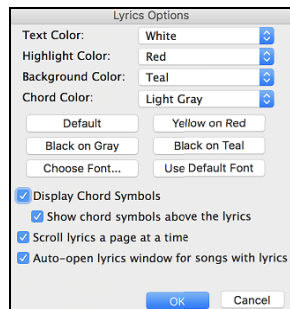 Lyrics Options
Text Color: White
Highlight Color: Red
Background Color: Teal
Chord Color: Light Gray
Default Yellow on Red
Black on Gray Black on Teal
Choose Font... Use Default Font
Display Chord Symbols
Show chord symbols above the lyrics
Scroll lyrics a page at a time
Auto-open lyrics window for songs with lyrics
OK Cancel